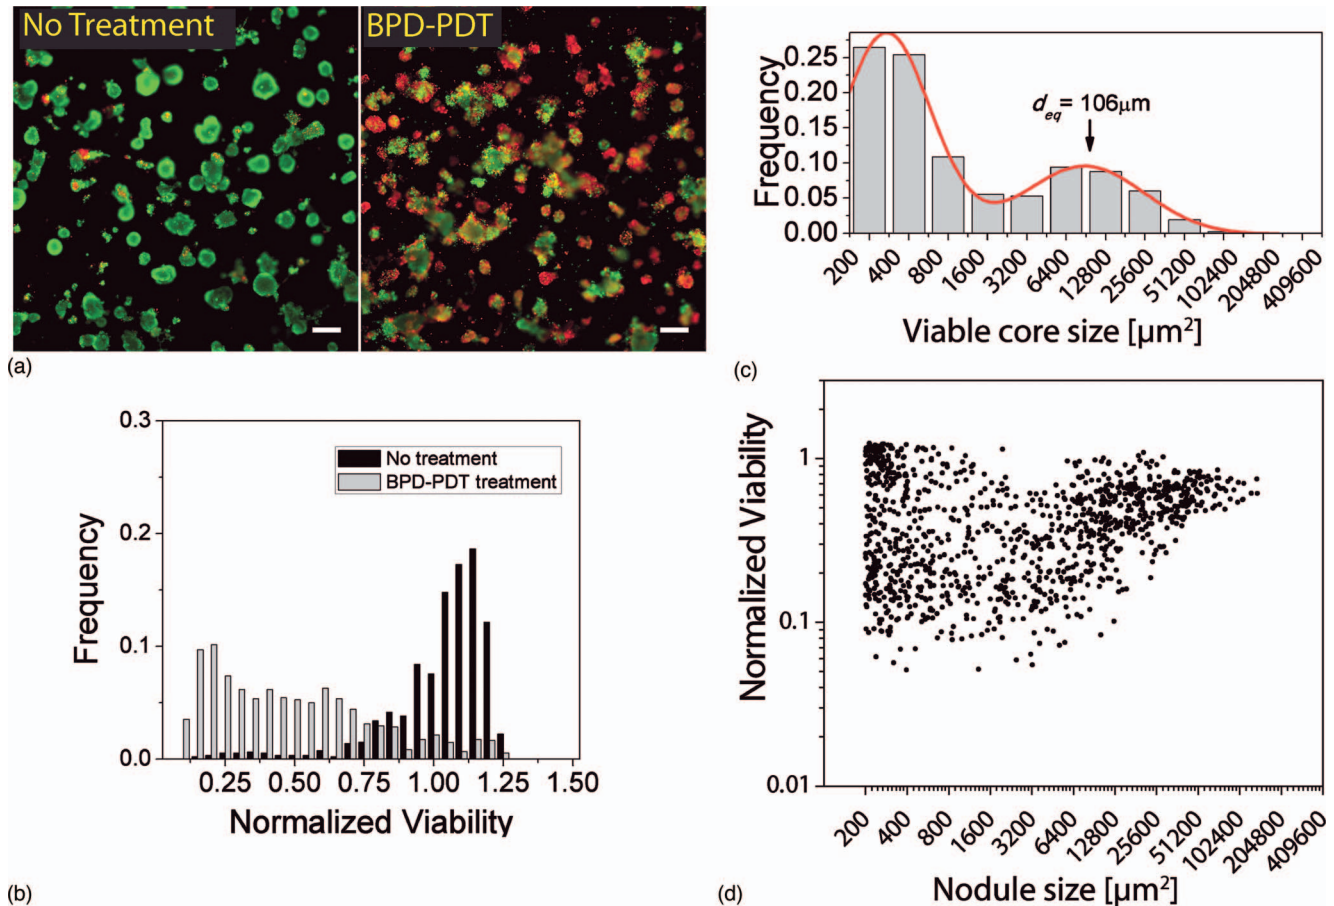 No Treatment
BPD-PDT
(a)
0.25
0.20
0.15
0.10
0.05
0.00
Frequency
d_eq = 106μm
200
400
800
1600
3200
6400
12800
25600
51200
102400
204800
409600
Viable core size [μm²]
(c)
0.3
0.2
0.1
0.0
Frequency
No treatment
BPD-PDT treatment
0.25
0.50
0.75
1.00
1.25
1.50
Normalized Viability
(b)
1
0.1
0.01
Normalized Viability
200
400
800
1600
3200
6400
12800
25600
51200
102400
204800
409600
Nodule size [μm²]
(d)